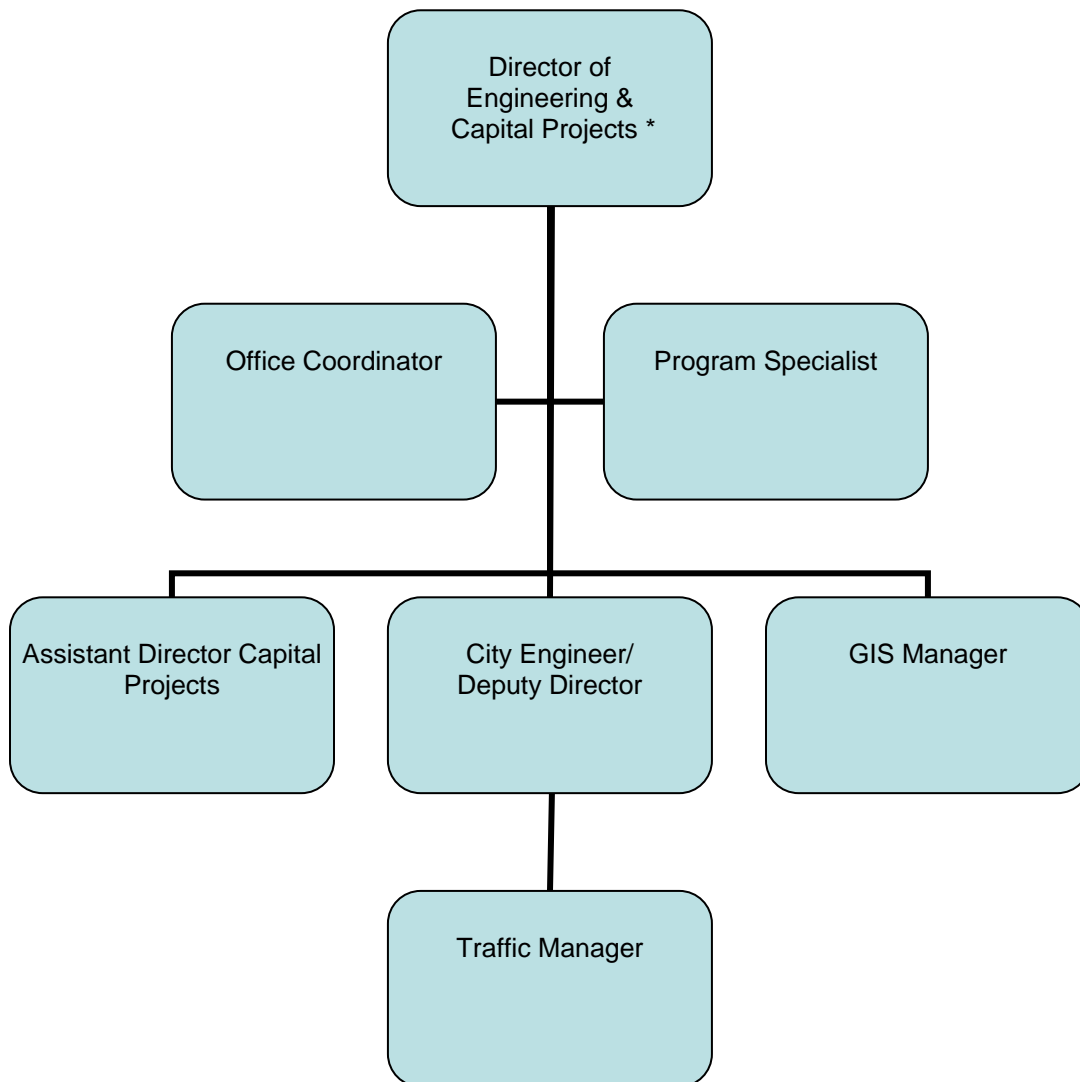 Director of
Engineering &
Capital Projects *
Office Coordinator
Program Specialist
Assistant Director Capital
Projects
City Engineer/
Deputy Director
GIS Manager
Traffic Manager